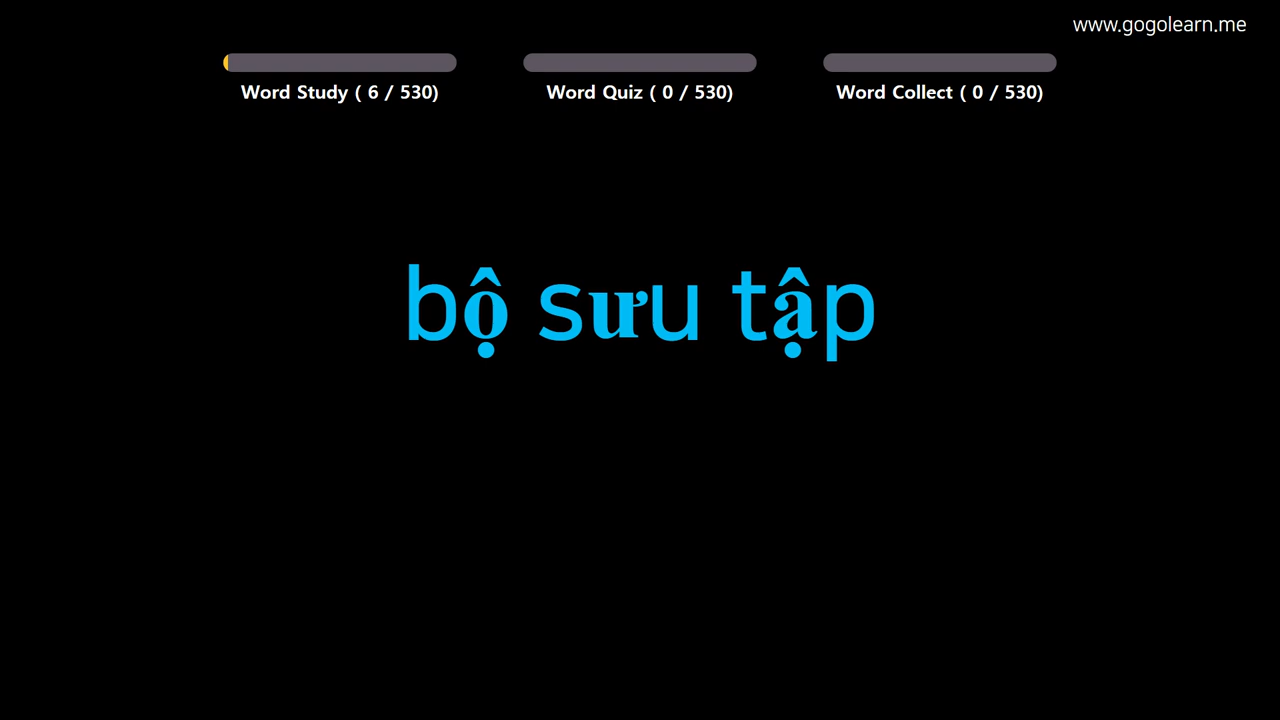 www.gogolearn.me
Word Study ( 6 / 530)
Word Quiz ( 0 / 530)
Word Collect ( 0 / 530)
bộ sưu tập